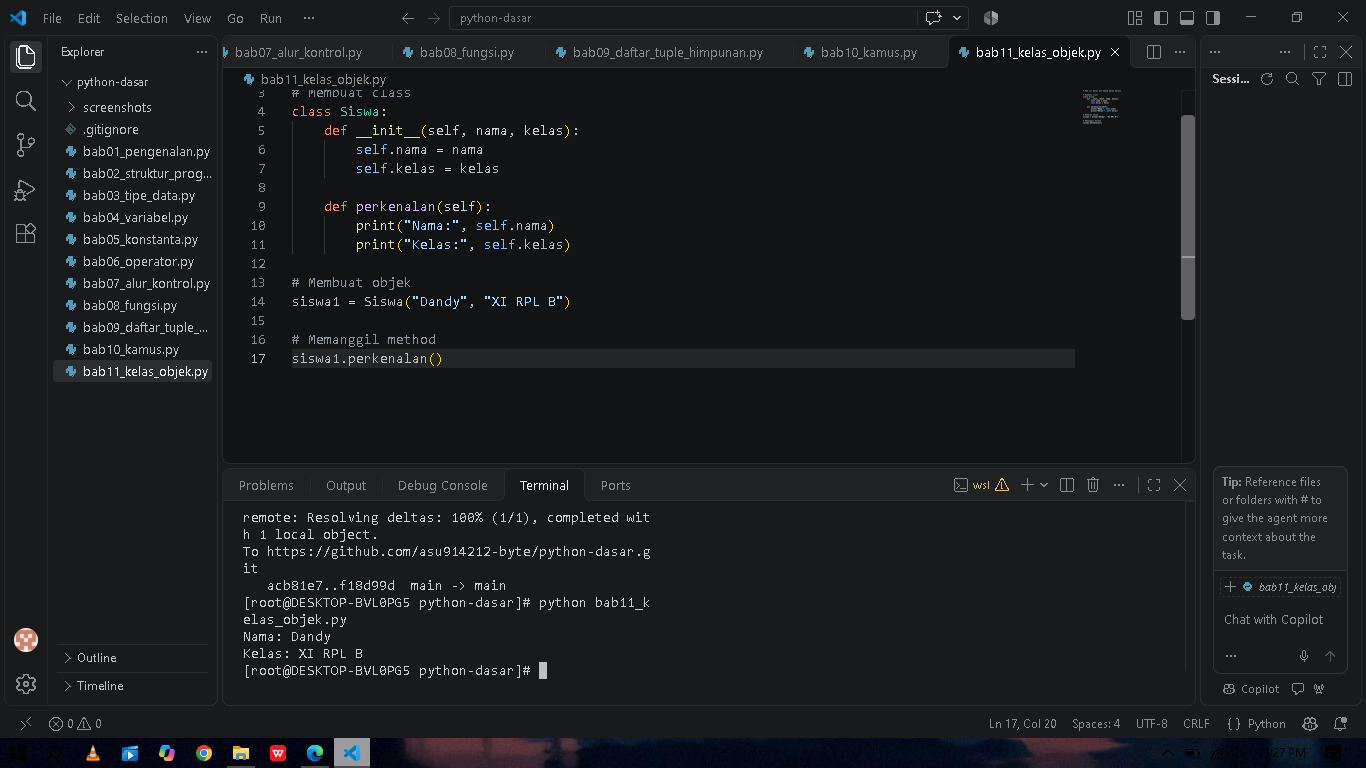 File Edit Selection View Go Run ···
python-dasar
Explorer ···
python-dasar
screenshots
.gitignore
bab01_pengenalan.py
bab02_struktur_prog...
bab03_tipe_data.py
bab04_variabel.py
bab05_konstanta.py
bab06_operator.py
bab07_alur_kontrol.py
bab08_fungsi.py
bab09_daftar_tuple_...
bab10_kamus.py
bab11_kelas_objek.py
Outline
Timeline
bab07_alur_kontrol.py bab08_fungsi.py bab09_daftar_tuple_himpunan.py bab10_kamus.py bab11_kelas_objek.py
bab11_kelas_objek.py
3 # Membuat class
4 class Siswa:
5 def __init__(self, nama, kelas):
6 self.nama = nama
7 self.kelas = kelas
8
9 def perkenalan(self):
10 print("Nama:", self.nama)
11 print("Kelas:", self.kelas)
12
13 # Membuat objek
14 siswa1 = Siswa("Dandy", "XI RPL B")
15
16 # Memanggil method
17 siswa1.perkenalan()
Problems Output Debug Console Terminal Ports
wsl
remote: Resolving deltas: 100% (1/1), completed wit
h 1 local object.
To https://github.com/asu914212-byte/python-dasar.g
it
acb81e7..f18d99d main -> main
[root@DESKTOP-BVL0PG5 python-dasar]# python bab11_k
elas_objek.py
Nama: Dandy
Kelas: XI RPL B
[root@DESKTOP-BVL0PG5 python-dasar]#
Sessi...
Tip: Reference files
or folders with # to
give the agent more
context about the
task.
bab11_kelas_obj
Chat with Copilot
Copilot
0 0
Ln 17, Col 20 Spaces: 4 UTF-8 CRLF {} Python